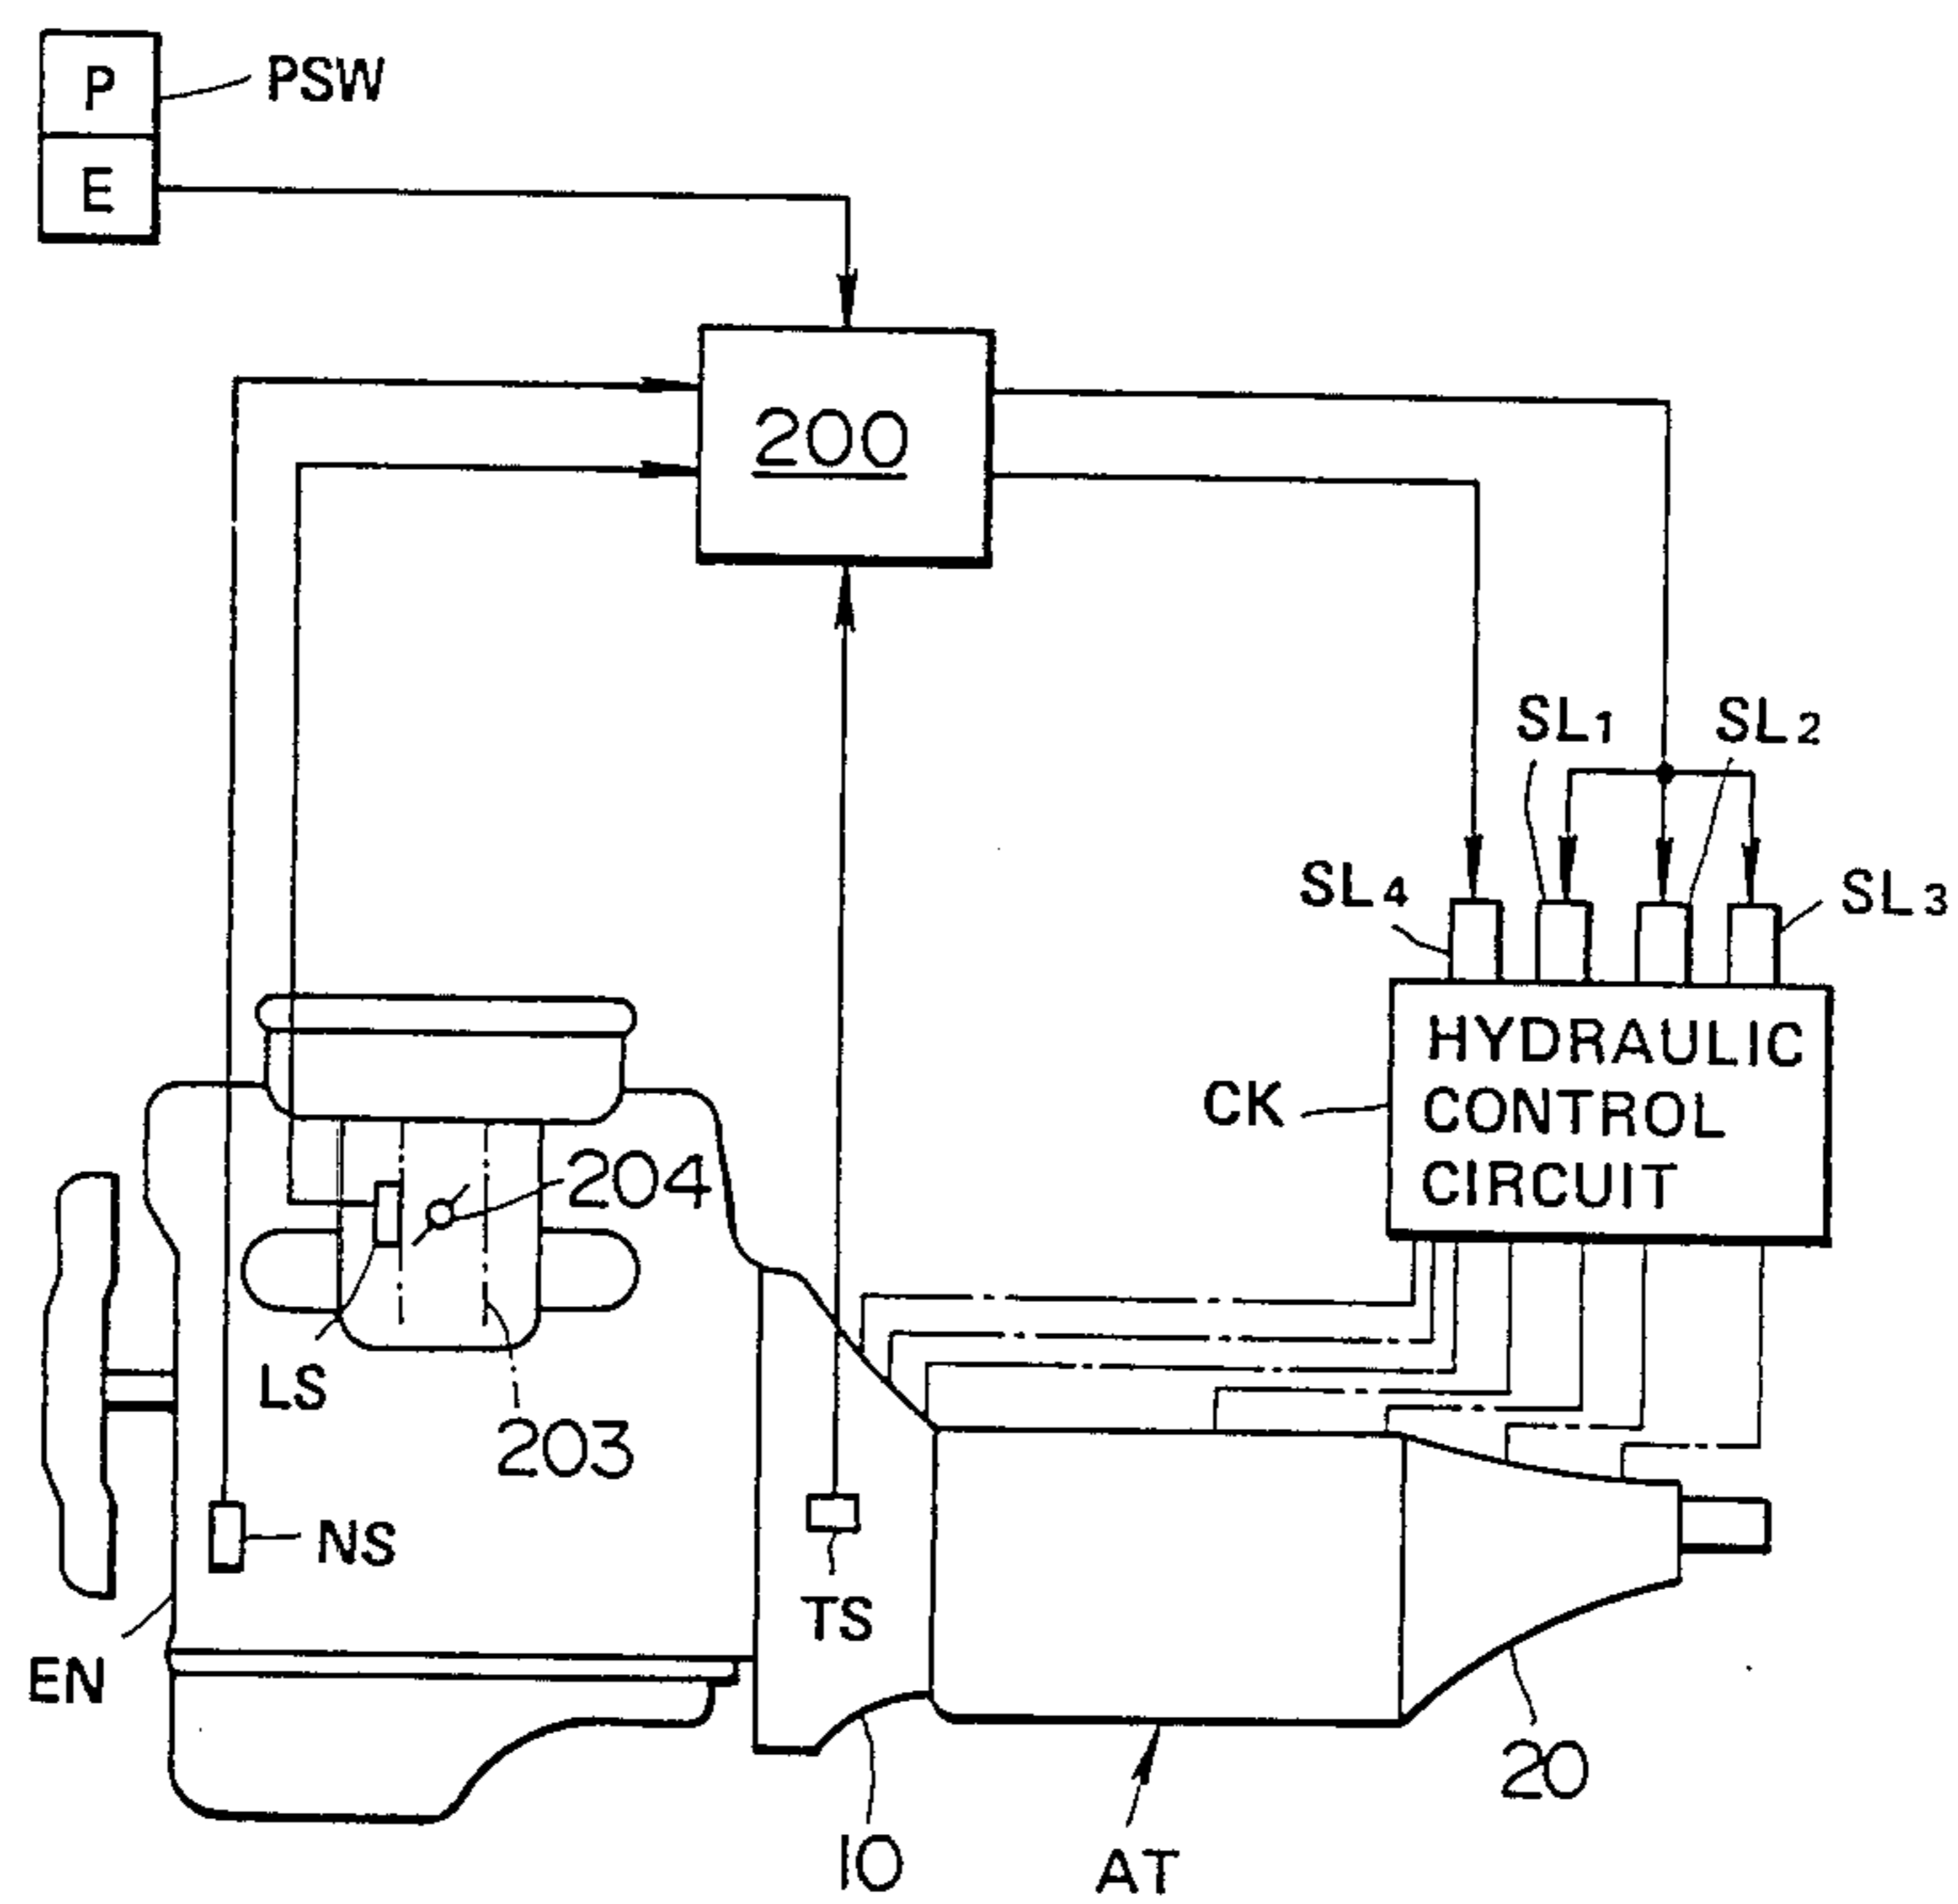 P
PSW
E
200
SL1
SL2
SL4
SL3
HYDRAULIC
CONTROL
CIRCUIT
CK
204
LS
203
NS
TS
EN
20
10
AT